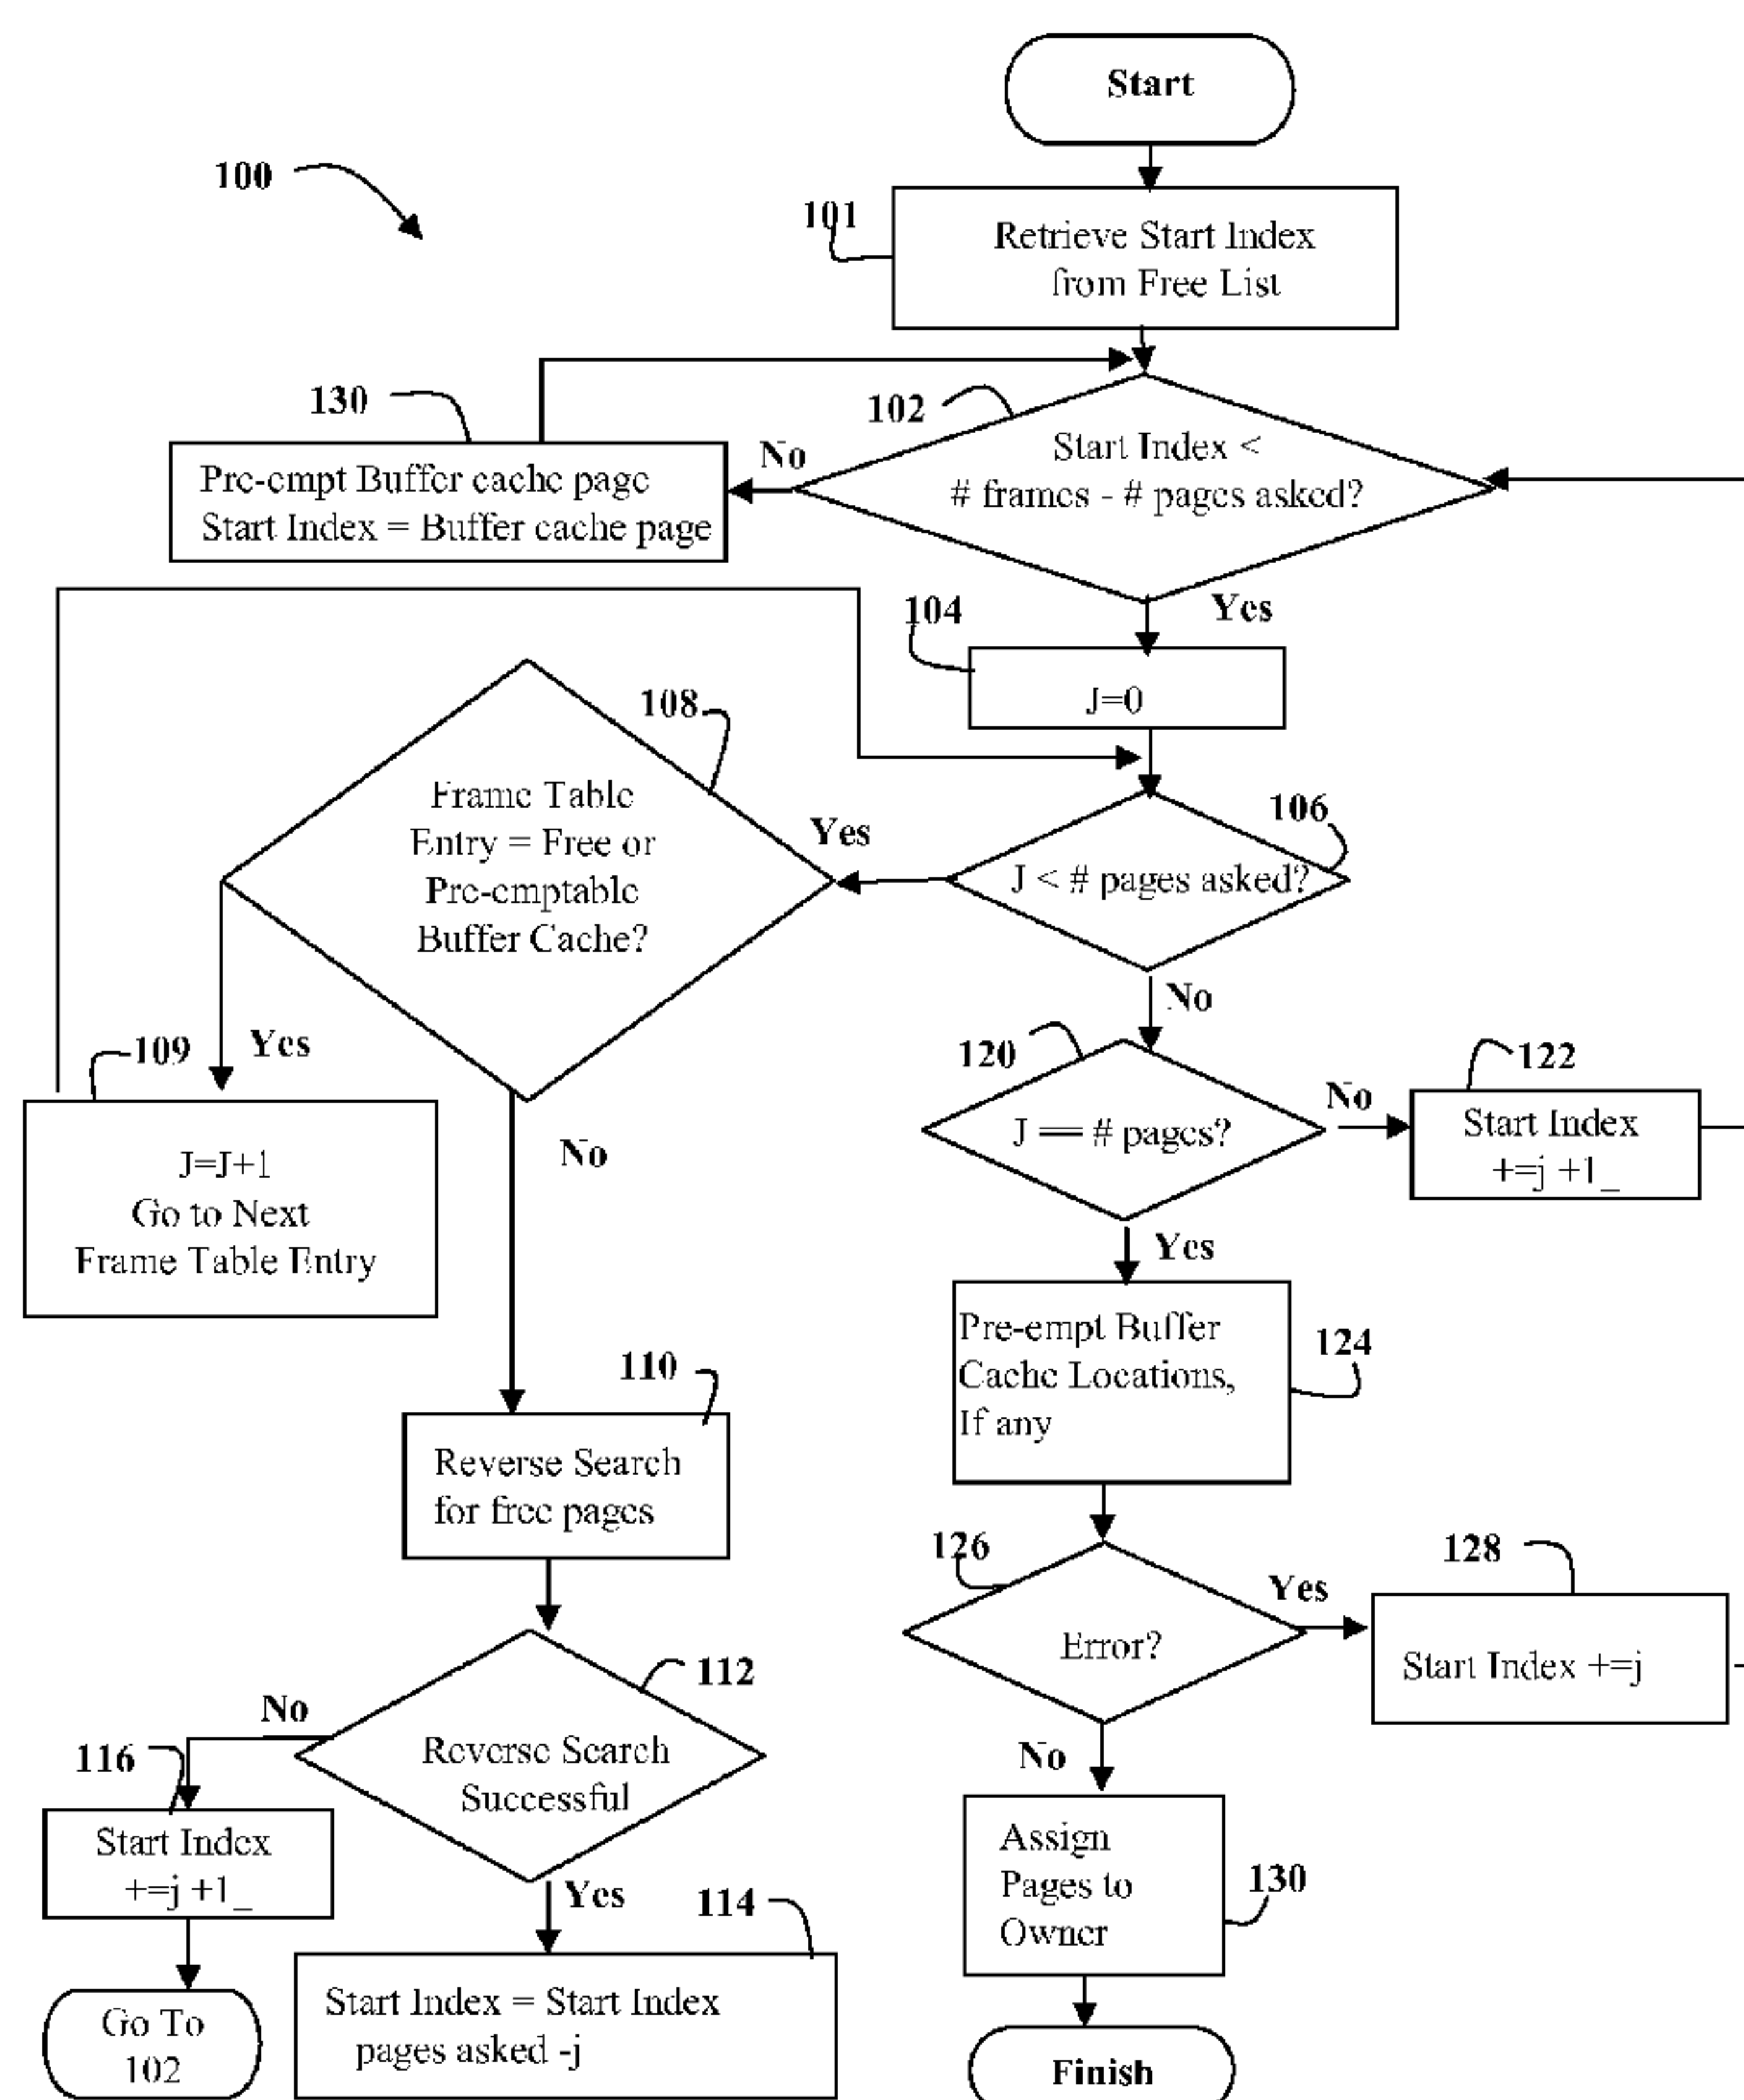 Start
100
101
Retrieve Start Index
from Free List
130
102
Start Index <
# frames - # pages asked?
No
Pre-empt Buffer cache page
Start Index = Buffer cache page
Yes
104
J=0
108
Frame Table
Entry = Free or
Pre-emptable
Buffer Cache?
Yes
106
J < # pages asked?
No
109
Yes
J=J+1
Go to Next
Frame Table Entry
No
120
J == # pages?
No
122
Start Index
+=j +1_
Yes
Pre-empt Buffer
Cache Locations,
If any
124
110
Reverse Search
for free pages
126
Error?
Yes
128
Start Index +=j
112
Reverse Search
Successful
No
116
Start Index
+=j +1_
Go To
102
Yes
114
Start Index = Start Index
pages asked -j
No
Assign
Pages to
Owner
130
Finish